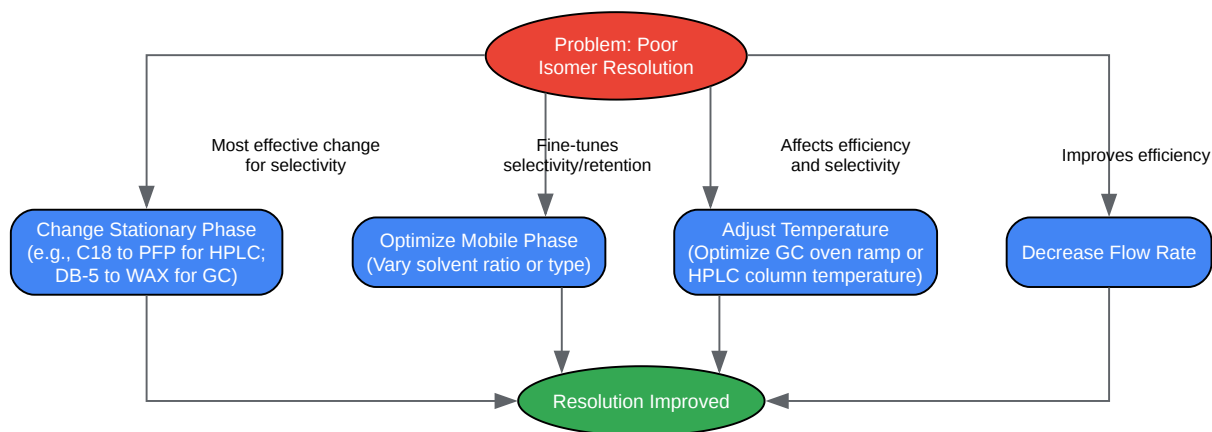 Problem: Poor
Isomer Resolution
Most effective change
for selectivity
Fine-tunes
selectivity/retention
Affects efficiency
and selectivity
Improves efficiency
Change Stationary Phase
(e.g., C18 to PFP for HPLC;
DB-5 to WAX for GC)
Optimize Mobile Phase
(Vary solvent ratio or type)
Adjust Temperature
(Optimize GC oven ramp or
HPLC column temperature)
Decrease Flow Rate
Resolution Improved